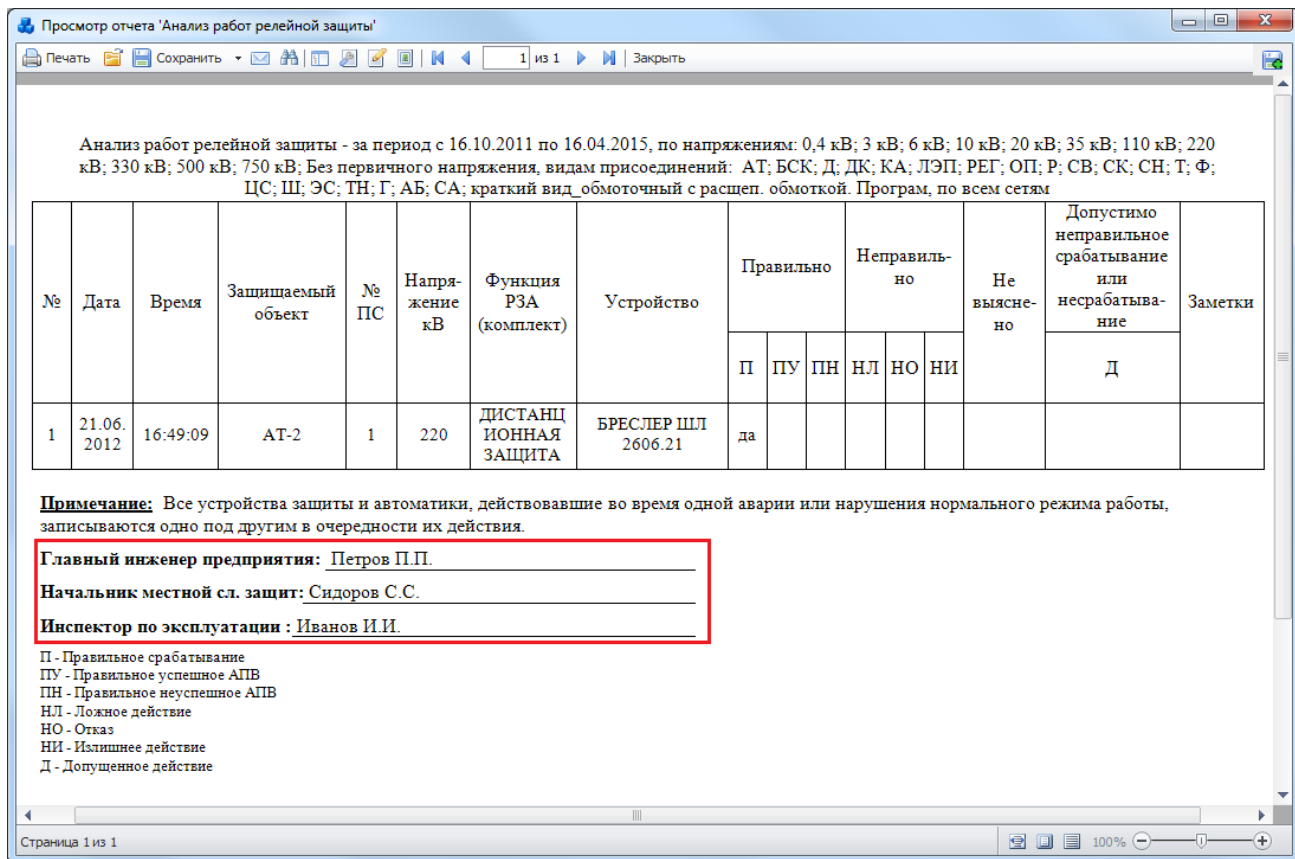 Просмотр отчета 'Анализ работ релейной защиты'
Печать Сохранить 1 из 1 Закрыть
Анализ работ релейной защиты - за период с 16.10.2011 по 16.04.2015, по напряжениям: 0,4 кВ; 3 кВ; 6 кВ; 10 кВ; 20 кВ; 35 кВ; 110 кВ; 220
кВ; 330 кВ; 500 кВ; 750 кВ; Без первичного напряжения, видам присоединений: АТ; БСК; Д; ДК; КА; ЛЭП; РЕГ; ОП; Р; СВ; СК; СН; Т; Ф;
ЦС; Ш; ЭС; ТН; Г; АБ; СА; краткий вид_обмоточный с расщеп. обмоткой. Програм, по всем сетям
№
Дата
Время
Защищаемый
объект
№
ПС
Напря-
жение
кВ
Функция
РЗА
(комплект)
Устройство
Правильно
Неправиль-
но
Не
выясне-
но
Допустимо
неправильное
срабатывание
или
несрабатыва-
ние
Заметки
П ПУ ПН НЛ НО НИ Д
1
21.06.
2012
16:49:09
АТ-2
1
220
ДИСТАНЦ
ИОННАЯ
ЗАЩИТА
БРЕСЛЕР ШЛ
2606.21
да
Примечание: Все устройства защиты и автоматики, действовавшие во время одной аварии или нарушения нормального режима работы,
записываются одно под другим в очередности их действия.
Главный инженер предприятия: Петров П.П.
Начальник местной сл. защит: Сидоров С.С.
Инспектор по эксплуатации : Иванов И.И.
П - Правильное срабатывание
ПУ - Правильное успешное АПВ
ПН - Правильное неуспешное АПВ
НЛ - Ложное действие
НО - Отказ
НИ - Излишнее действие
Д - Допущенное действие
Страница 1 из 1 100%